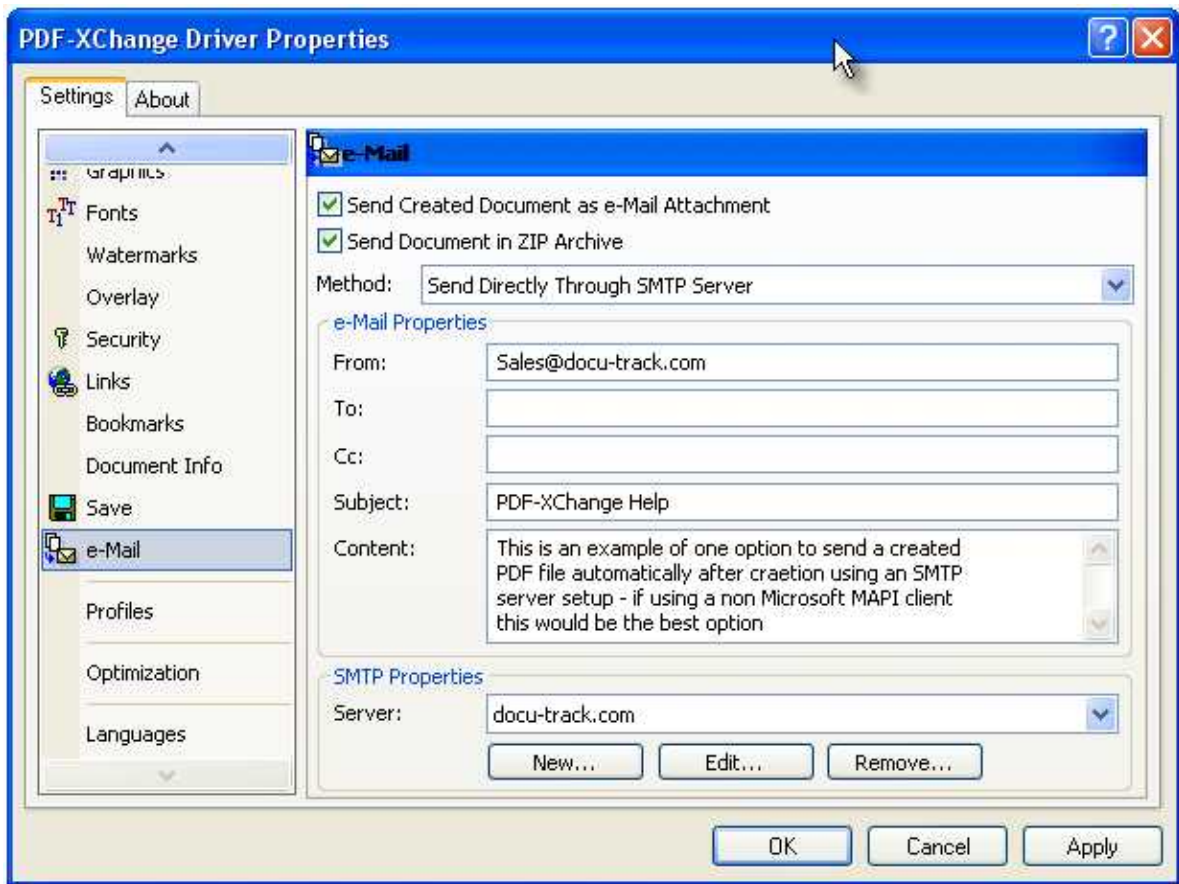 PDF-XChange Driver Properties
Settings
About
Graphics
Fonts
Watermarks
Overlay
Security
Links
Bookmarks
Document Info
Save
e-Mail
Profiles
Optimization
Languages
e-Mail
Send Created Document as e-Mail Attachment
Send Document in ZIP Archive
Method: Send Directly Through SMTP Server
e-Mail Properties
From: Sales@docu-track.com
To:
Cc:
Subject: PDF-XChange Help
Content: This is an example of one option to send a created
PDF file automatically after craetion using an SMTP
server setup - if using a non Microsoft MAPI client
this would be the best option
SMTP Properties
Server: docu-track.com
New... Edit... Remove...
OK Cancel Apply